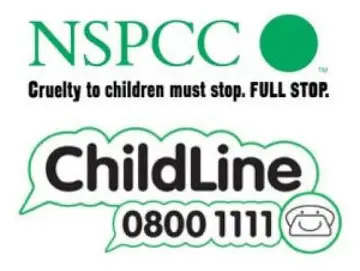 NSPCC
Cruelty to children must stop. FULL STOP.
ChildLine
0800 1111